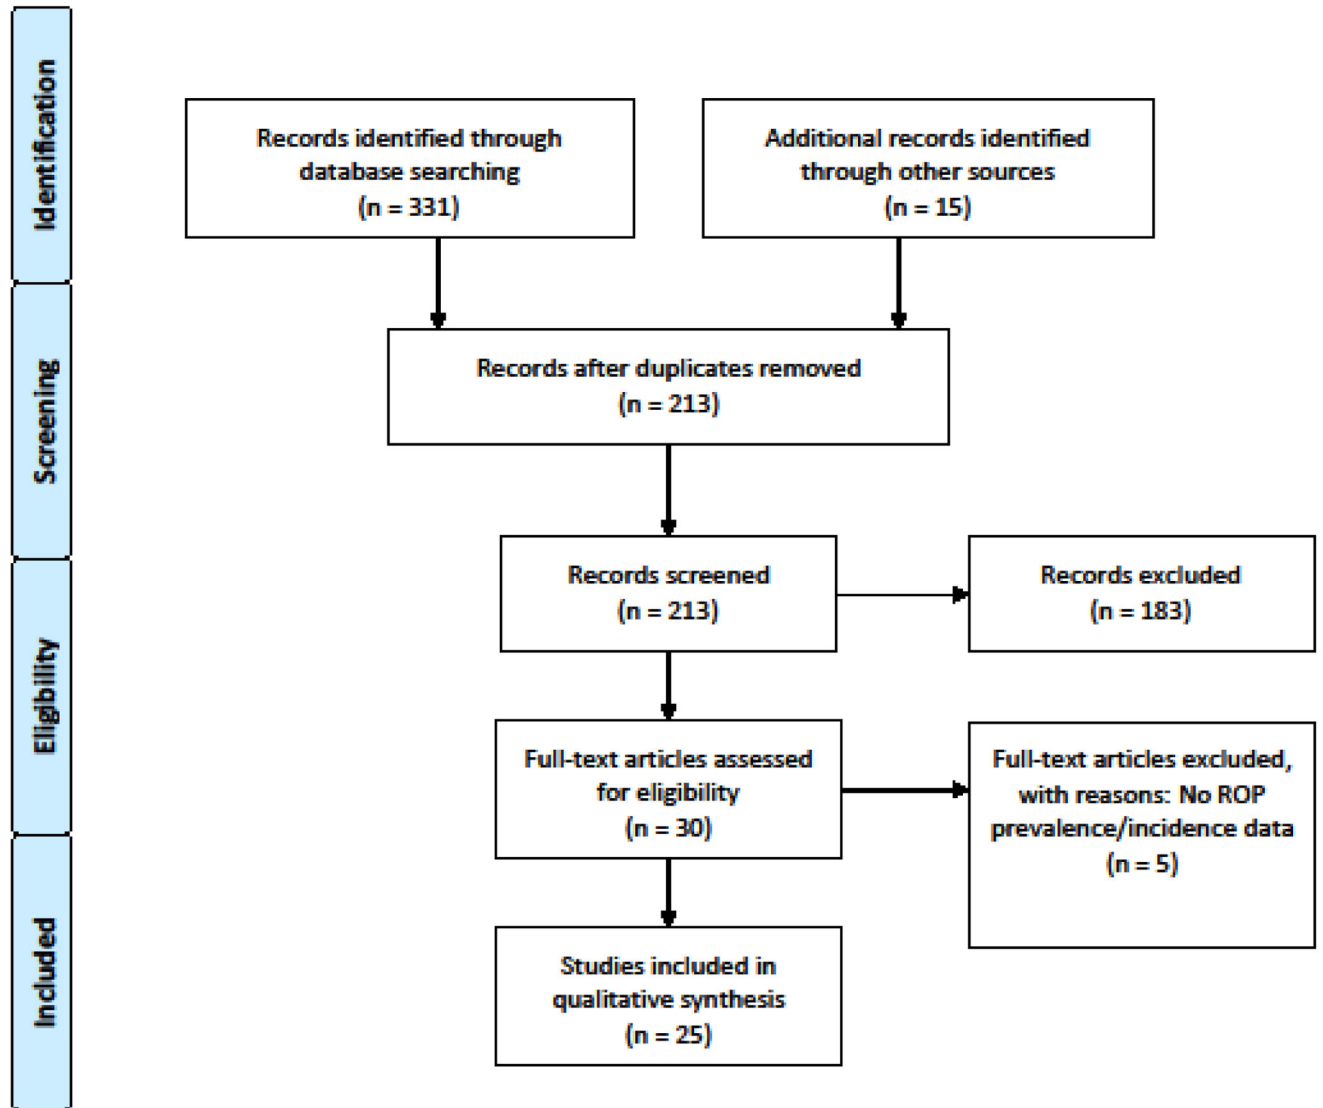 Identification
Records identified through
database searching
(n = 331)
Additional records identified
through other sources
(n = 15)
Screening
Records after duplicates removed
(n = 213)
Records screened
(n = 213)
Records excluded
(n = 183)
Eligibility
Full-text articles assessed
for eligibility
(n = 30)
Full-text articles excluded,
with reasons: No ROP
prevalence/incidence data
(n = 5)
Included
Studies included in
qualitative synthesis
(n = 25)